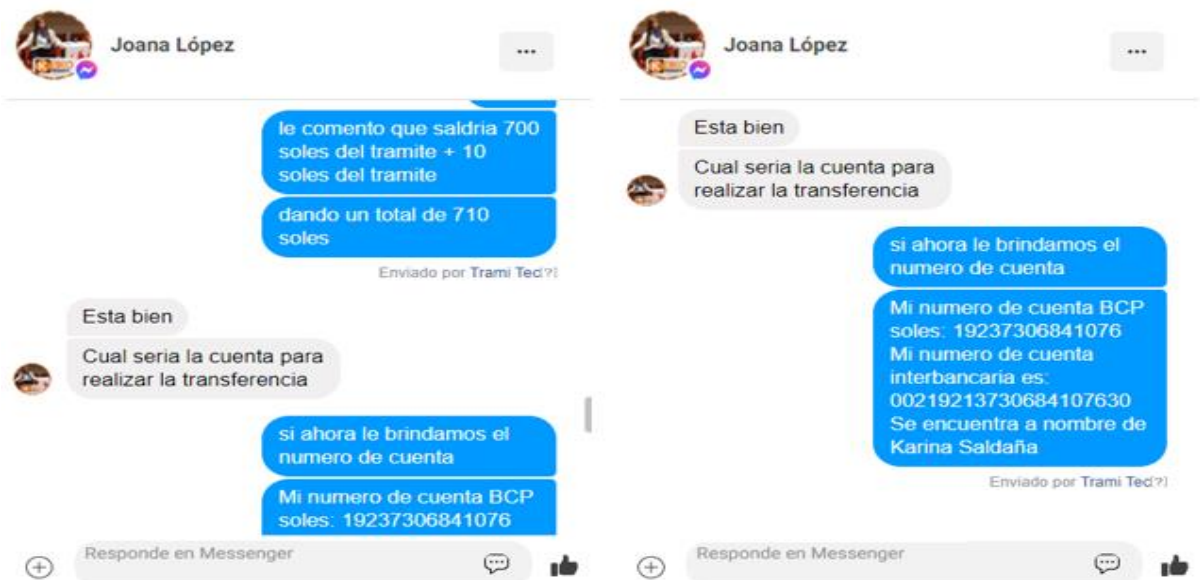 Joana López
...
le comento que saldria 700
soles del tramite + 10
soles del tramite
dando un total de 710
soles
Enviado por Trami Tec[?]
Esta bien
Cual seria la cuenta para
realizar la transferencia
si ahora le brindamos el
numero de cuenta
Mi numero de cuenta BCP
soles: 19237306841076
Responde en Messenger
Joana López
...
Esta bien
Cual seria la cuenta para
realizar la transferencia
si ahora le brindamos el
numero de cuenta
Mi numero de cuenta BCP
soles: 19237306841076
Mi numero de cuenta
interbancaria es:
00219213730684107630
Se encuentra a nombre de
Karina Saldaña
Enviado por Trami Tec[?]
Responde en Messenger